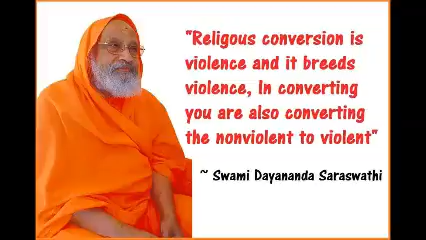 "Religous conversion is
violence and it breeds
violence, In converting
you are also converting
the nonviolent to violent"
~ Swami Dayananda Saraswathi